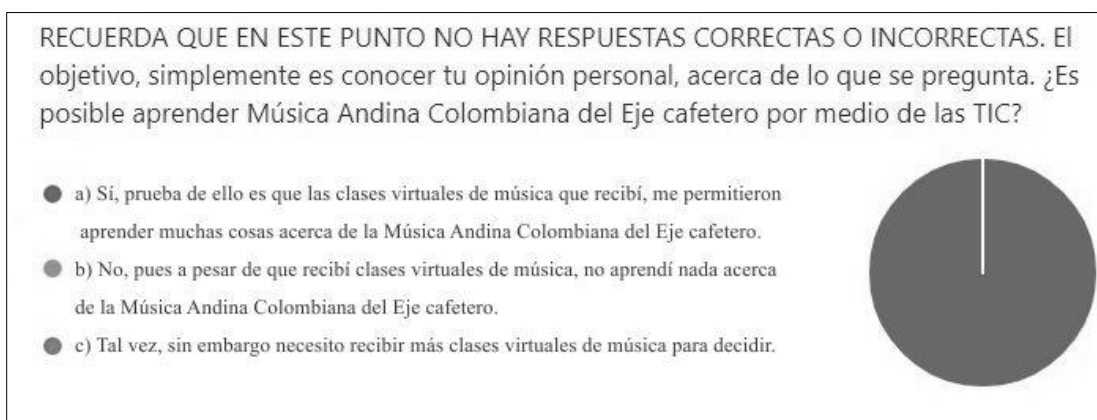 RECUERDA QUE EN ESTE PUNTO NO HAY RESPUESTAS CORRECTAS O INCORRECTAS. El
objetivo, simplemente es conocer tu opinión personal, acerca de lo que se pregunta. ¿Es
posible aprender Música Andina Colombiana del Eje cafetero por medio de las TIC?
a) Sí, prueba de ello es que las clases virtuales de música que recibí, me permitieron
aprender muchas cosas acerca de la Música Andina Colombiana del Eje cafetero.
b) No, pues a pesar de que recibí clases virtuales de música, no aprendí nada acerca
de la Música Andina Colombiana del Eje cafetero.
c) Tal vez, sin embargo necesito recibir más clases virtuales de música para decidir.